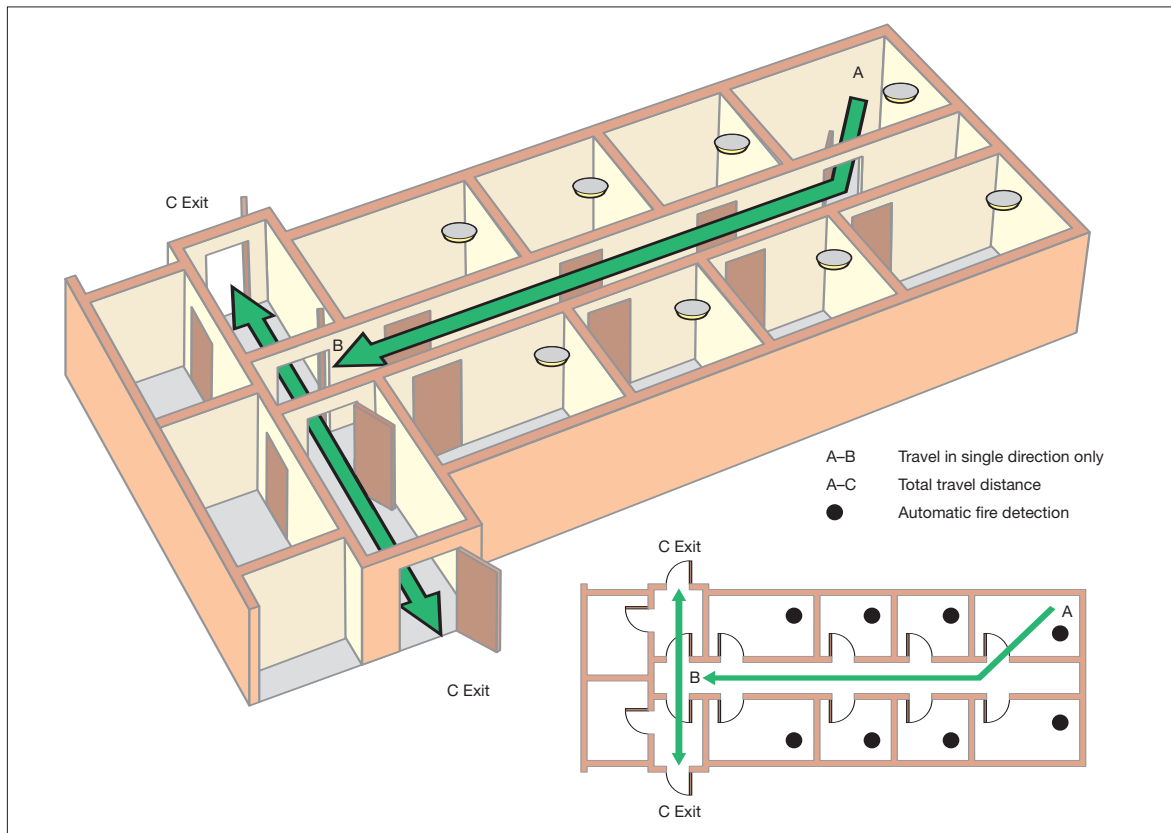 A
C Exit
B
A–B Travel in single direction only
A–C Total travel distance
Automatic fire detection
C Exit
C Exit
A
B
C Exit